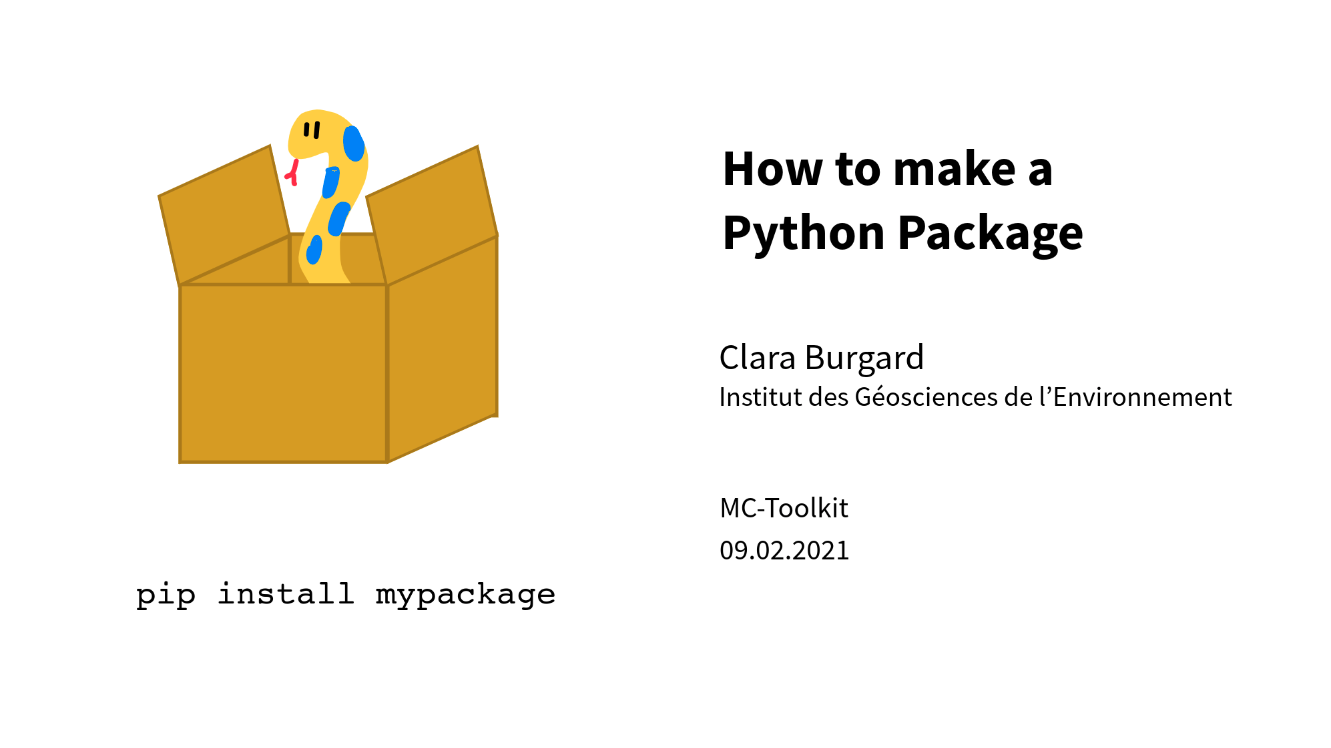 How to make a
Python Package
Clara Burgard
Institut des Géosciences de l’Environnement
MC-Toolkit
09.02.2021
pip install mypackage